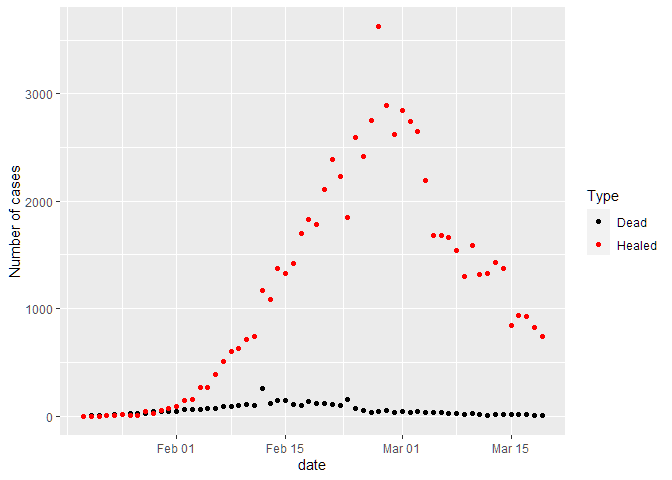 Number of cases
3000
2000
1000
0
Feb 01
Feb 15
Mar 01
Mar 15
date
Type
Dead
Healed